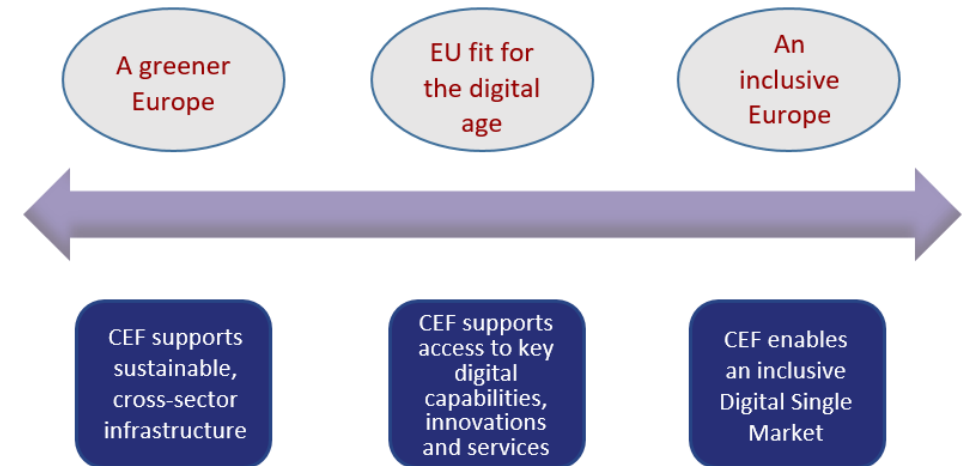 A greener
Europe
EU fit for
the digital
age
An
inclusive
Europe
CEF supports
sustainable,
cross-sector
infrastructure
CEF supports
access to key
digital
capabilities,
innovations
and services
CEF enables
an inclusive
Digital Single
Market